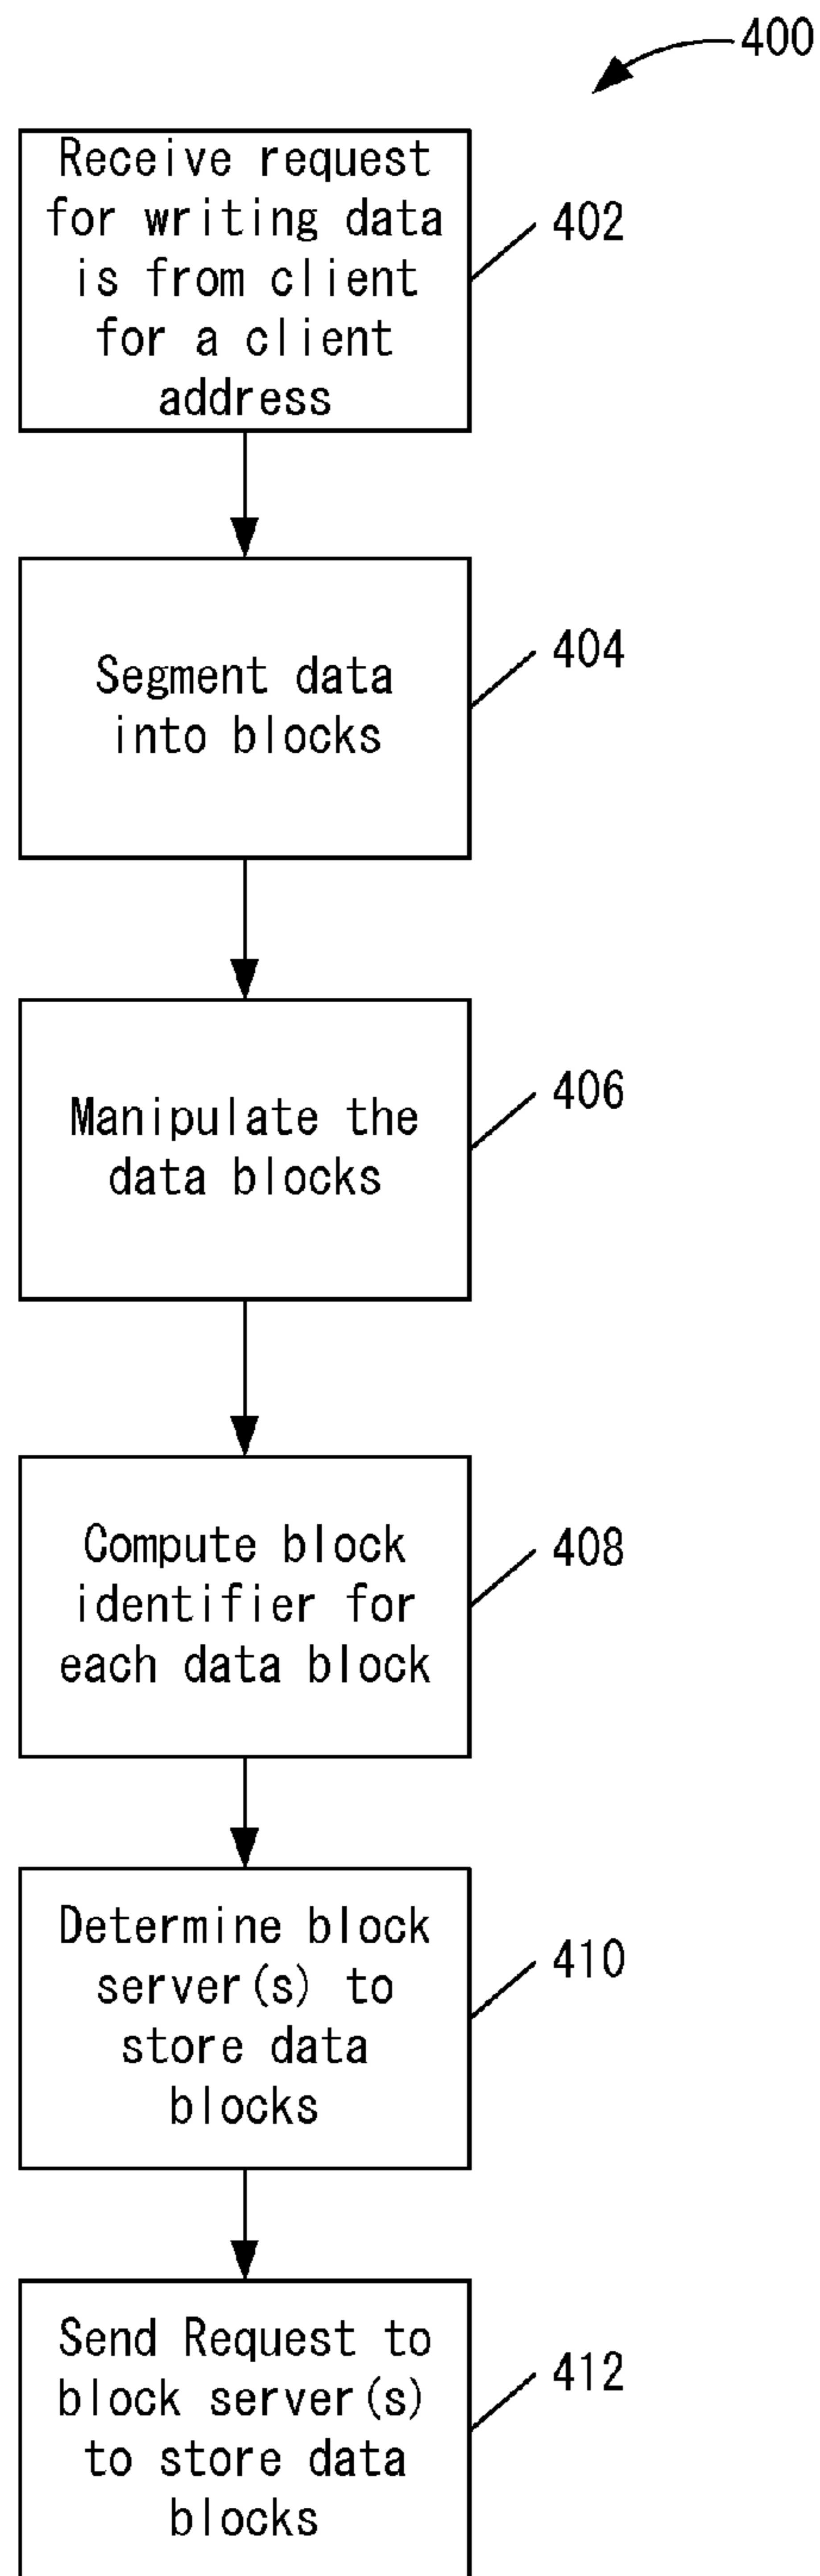 400
Receive request
for writing data
is from client
for a client
address
402
Segment data
into blocks
404
Manipulate the
data blocks
406
Compute block
identifier for
each data block
408
Determine block
server(s) to
store data
blocks
410
Send Request to
block server(s)
to store data
blocks
412